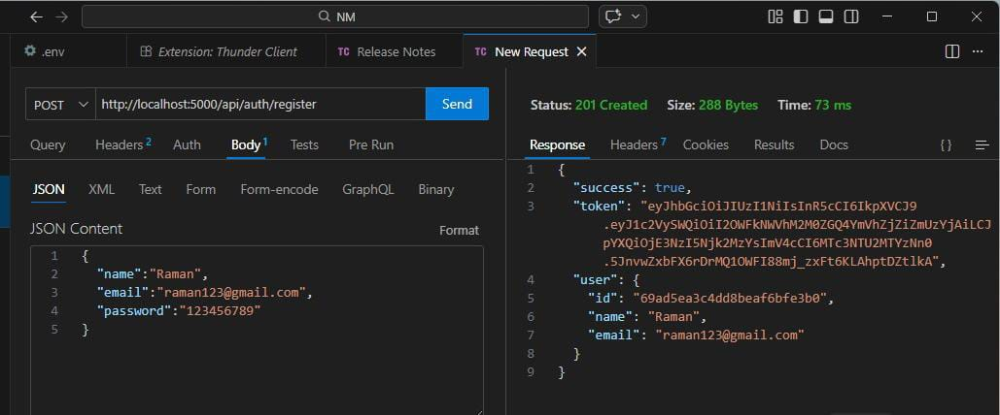 NM
.env
Extension: Thunder Client
TC Release Notes
TC New Request
POST http://localhost:5000/api/auth/register Send
Query Headers 2 Auth Body 1 Tests Pre Run
JSON XML Text Form Form-encode GraphQL Binary
JSON Content Format
1 {
2 "name":"Raman",
3 "email":"raman123@gmail.com",
4 "password":"123456789"
5 }
Status: 201 Created Size: 288 Bytes Time: 73 ms
Response Headers 7 Cookies Results Docs {}
1 {
2 "success": true,
3 "token": "eyJhbGciOiJIUzI1NiIsInR5cCI6IkpXVCJ9
.eyJ1c2VySWQiOiI2OWFkNWVhM2M0ZGQ4YmVhZjZiZmUzYjAiLCJ
pYXQiOjE3NzI5Njk2MzYsImV4cCI6MTc3NTU2MTYzNn0
.5JnvwZxbFX6rDrMQ1OWFI88mj_zxFt6KLAhptDZtlkA",
4 "user": {
5 "id": "69ad5ea3c4dd8beaf6bfe3b0",
6 "name": "Raman",
7 "email": "raman123@gmail.com"
8 }
9 }